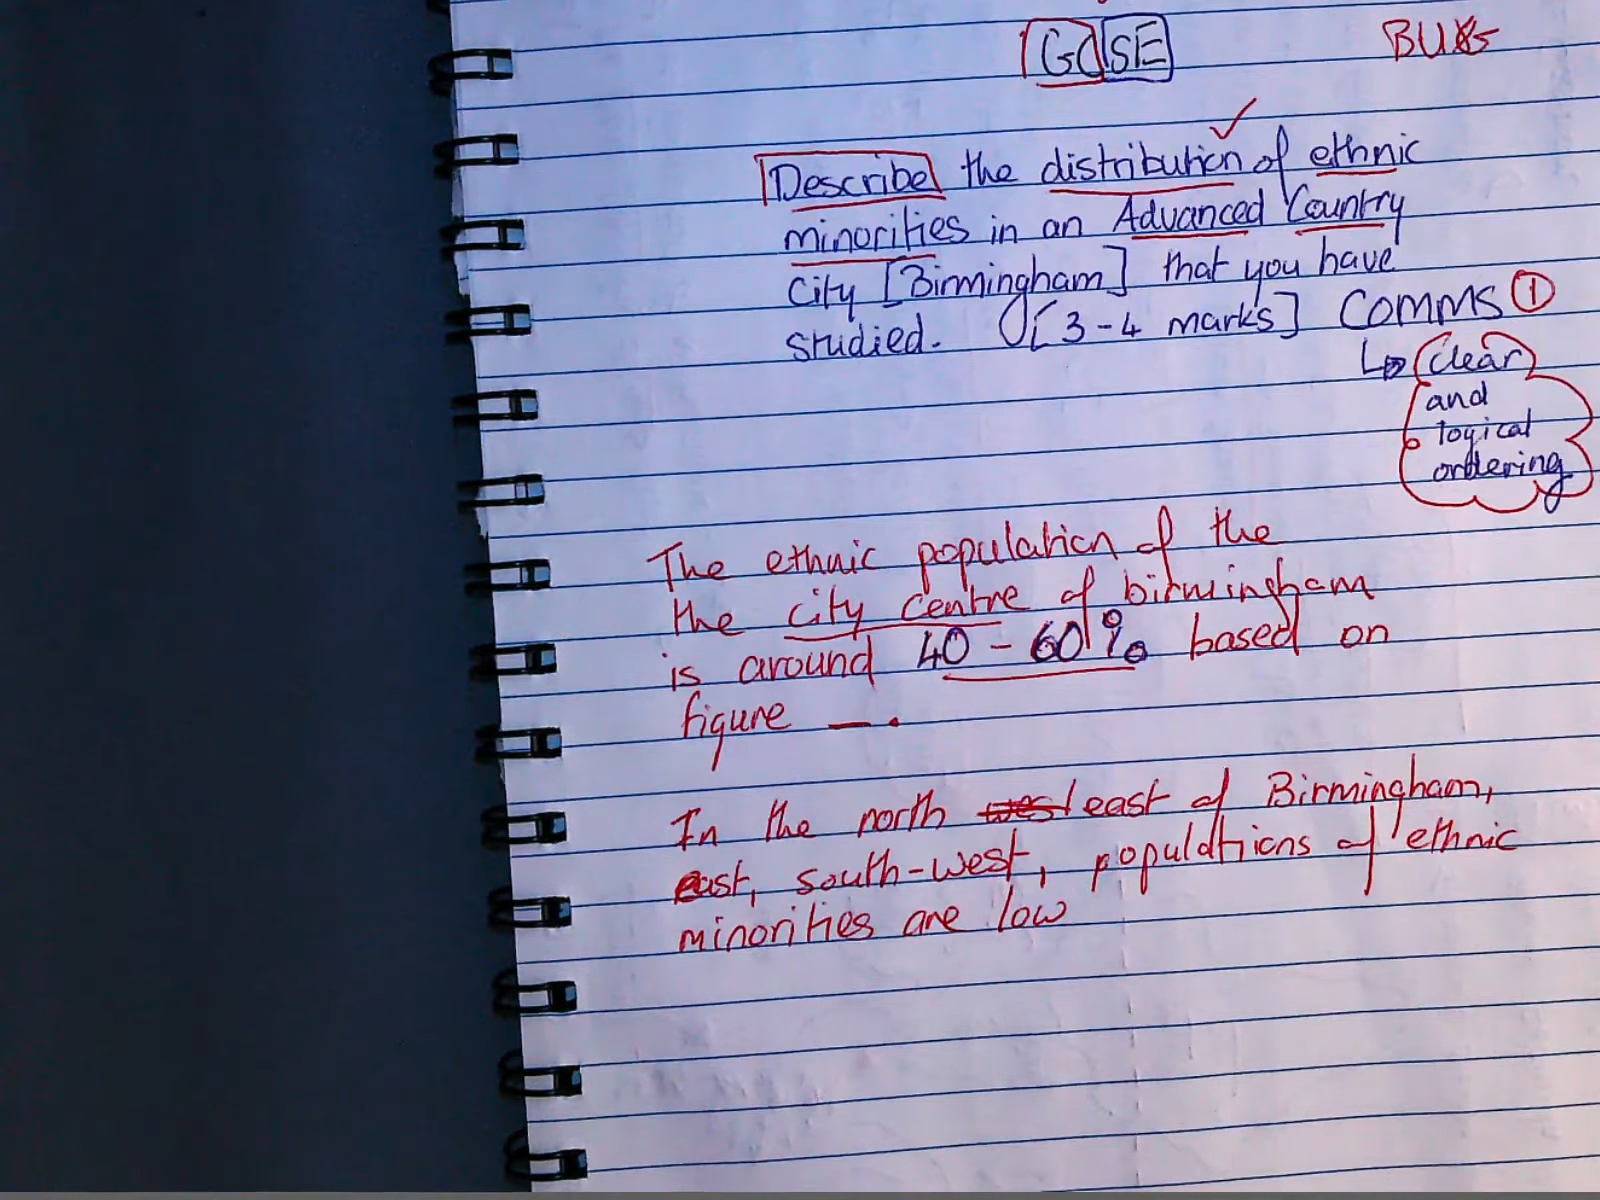 GCSE
BUGS
Describe the distribution of ethnic
minorities in an Advanced Country
City [Birmingham] that you have
studied. [3-4 marks] COMMS ①
↳ clear
and
logical
ordering
The ethnic population of the
the city centre of birmingham
is around 40-60% based on
figure —.
In the north west east of Birmingham,
east, south-west, populations of ethnic
minorities are low